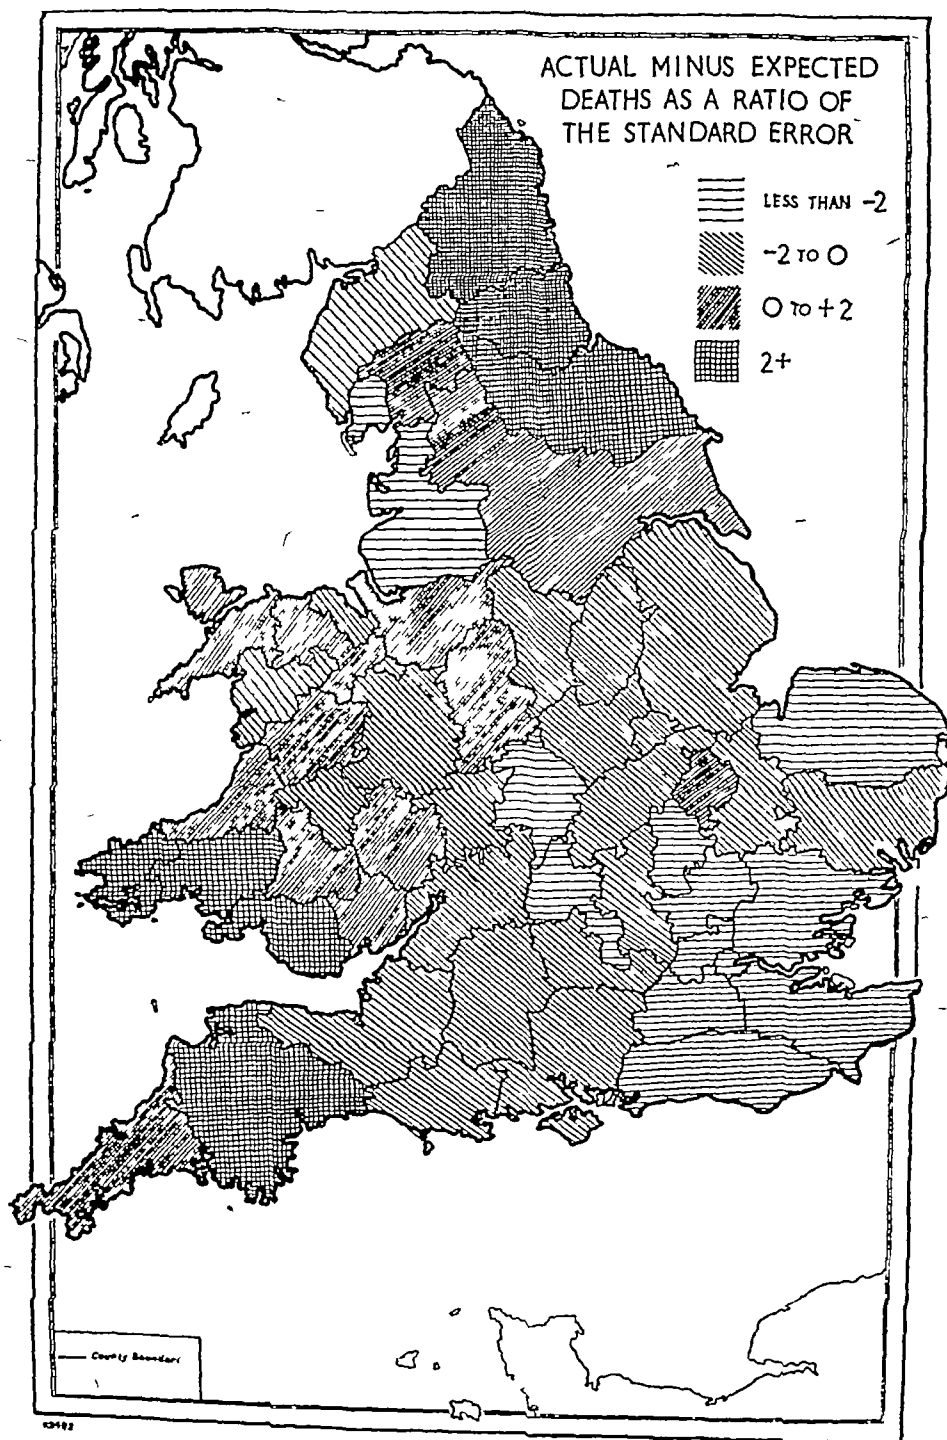 ACTUAL MINUS EXPECTED
DEATHS AS A RATIO OF
THE STANDARD ERROR
LESS THAN -2
-2 TO 0
0 TO +2
2+
County Boundary